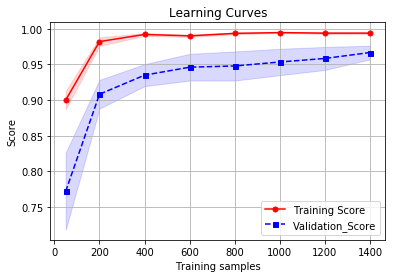 Learning Curves
1.00
0.95
0.90
0.85
0.80
0.75
Score
0 200 400 600 800 1000 1200 1400
Training samples
Training Score
Validation_Score